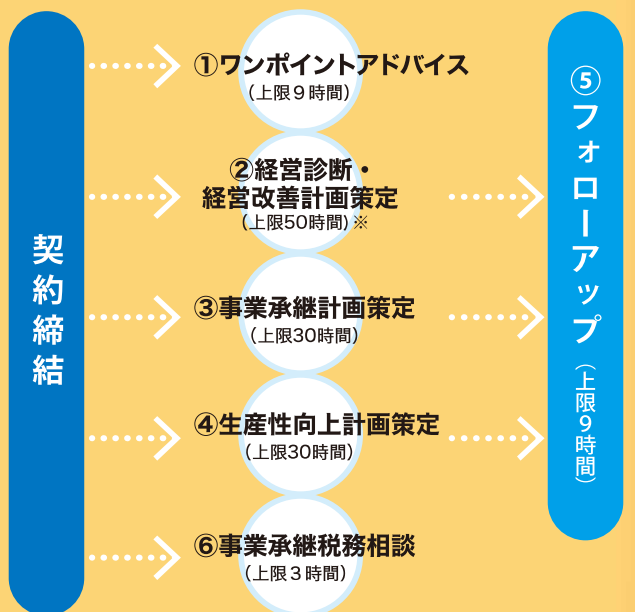 契約締結
①ワンポイントアドバイス
(上限9時間)
②経営診断・
経営改善計画策定
(上限50時間)※
③事業承継計画策定
(上限30時間)
④生産性向上計画策定
(上限30時間)
⑥事業承継税務相談
(上限3時間)
⑤フォローアップ(上限9時間)